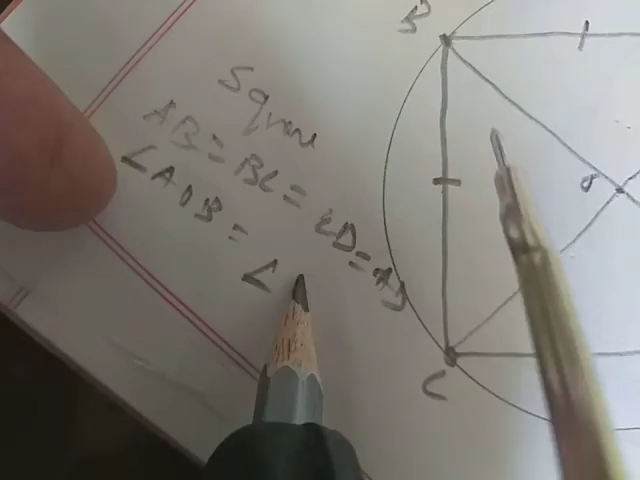 Square
AB = BC = CD = AD
∠AOB =
∠
B
O
C